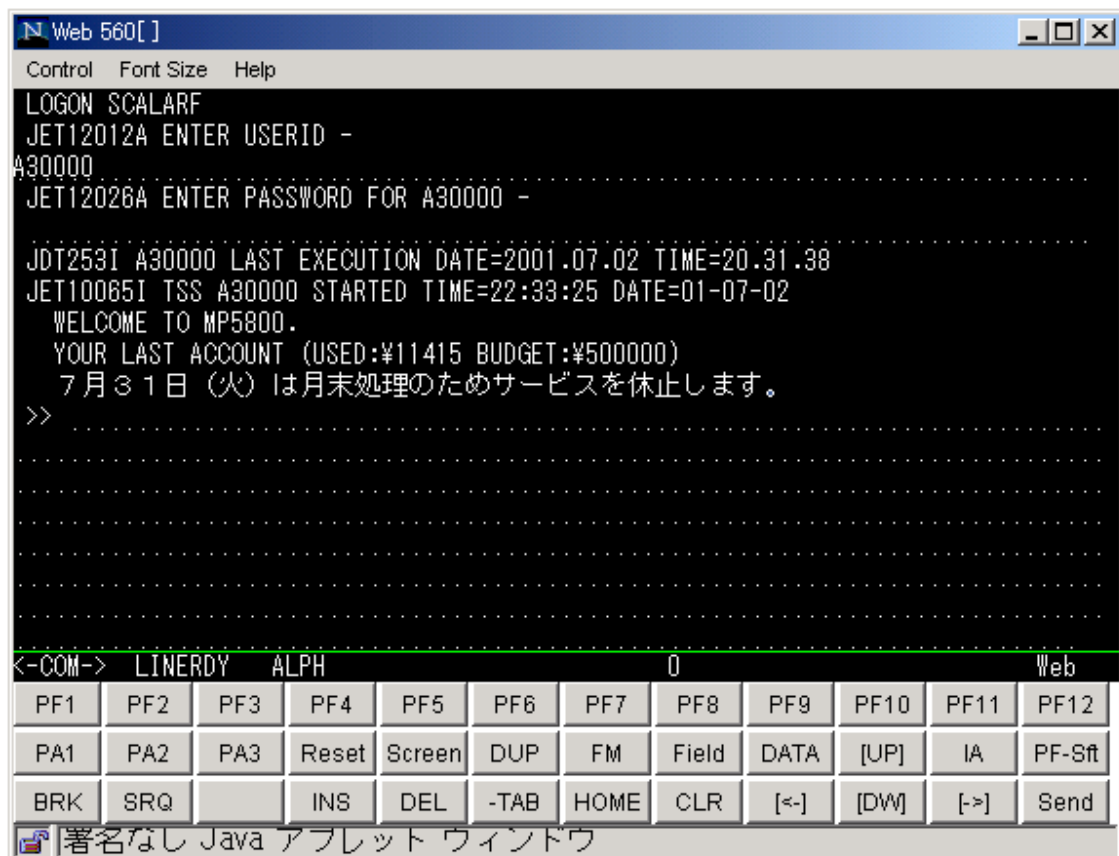 Web 560[ ]
Control Font Size Help
LOGON SCALARF
JET12012A ENTER USERID -
A30000
JET12026A ENTER PASSWORD FOR A30000 -
JDT253I A30000 LAST EXECUTION DATE=2001.07.02 TIME=20.31.38
JET10065I TSS A30000 STARTED TIME=22:33:25 DATE=01-07-02
WELCOME TO MP5800.
YOUR LAST ACCOUNT (USED:¥11415 BUDGET:¥500000)
７月３１日（火）は月末処理のためサービスを休止します。
>>
<-COM-> LINERDY ALPH O Web
PF1 PF2 PF3 PF4 PF5 PF6 PF7 PF8 PF9 PF10 PF11 PF12
PA1 PA2 PA3 Reset Screen DUP FM Field DATA [UP] IA PF-Sft
BRK SRQ INS DEL -TAB HOME CLR [<-] [DW] [->] Send
署名なし Java アプレット ウィンドウ